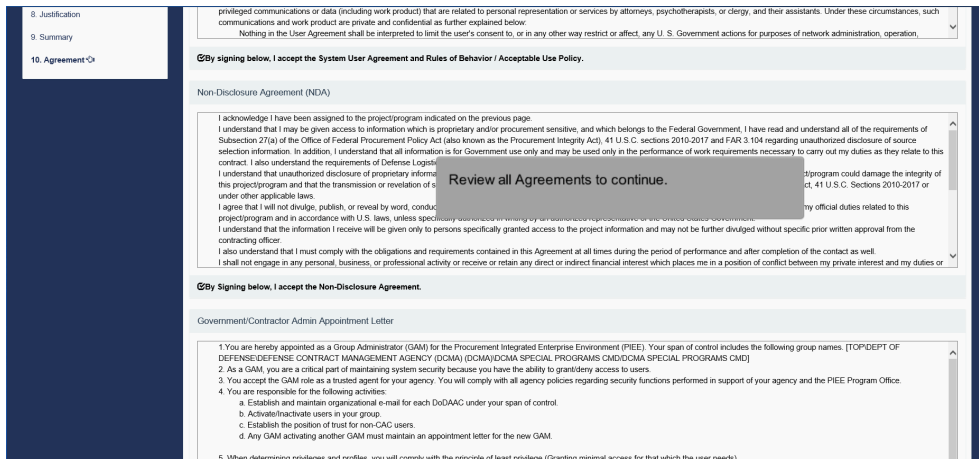 8. Justification
9. Summary
10. Agreement
privileged communications or data (including work product) that are related to personal representation or services by attorneys, psychotherapists, or clergy, and their assistants. Under these circumstances, such
communications and work product are private and confidential as further explained below:
Nothing in the User Agreement shall be interpreted to limit the user's consent to, or in any other way restrict or affect, any U. S. Government actions for purposes of network administration, operation,
By signing below, I accept the System User Agreement and Rules of Behavior / Acceptable Use Policy.
Non-Disclosure Agreement (NDA)
I acknowledge I have been assigned to the project/program indicated on the previous page.
I understand that I may be given access to information which is proprietary and/or procurement sensitive, and which belongs to the Federal Government, I have read and understand all of the requirements of
Subsection 27(a) of the Office of Federal Procurement Policy Act (also known as the Procurement Integrity Act), 41 U.S.C. sections 2010-2017 and FAR 3.104 regarding unauthorized disclosure of source
selection information. In addition, I understand that all information is for Government use only and may be used only in the performance of work requirements necessary to carry out my duties as they relate to this
contract. I also understand the requirements of Defense
I understand that unauthorized disclosure of proprietary ct/program could damage the integrity of
this project/program and that the transmission or revelation of ct, 41 U.S.C. Sections 2010-2017 or
under other applicable laws.
I agree that I will not divulge, publish, or reveal by word, my official duties related to this
project/program and in accordance with U.S. laws, unless specifically authorized in writing by an authorized representative of the United States Government.
I understand that the information I receive will be given only to persons specifically granted access to the project information and may not be further divulged without specific prior written approval from the
contracting officer.
I also understand that I must comply with the obligations and requirements contained in this Agreement at all times during the period of performance and after completion of the contact as well.
I shall not engage in any personal, business, or professional activity or receive or retain any direct or indirect financial interest which places me in a position of conflict between my private interest and my duties or
Review all Agreements to continue.
By Signing below, I accept the Non-Disclosure Agreement.
Government/Contractor Admin Appointment Letter
1.You are hereby appointed as a Group Administrator (GAM) for the Procurement Integrated Enterprise Environment (PIEE). Your span of control includes the following group names. [TOP\DEPT OF
DEFENSE\DEFENSE CONTRACT MANAGEMENT AGENCY (DCMA) (DCMA)\DCMA SPECIAL PROGRAMS CMD/DCMA SPECIAL PROGRAMS CMD]
2. As a GAM, you are a critical part of maintaining system security because you have the ability to grant/deny access to users.
3. You accept the GAM role as a trusted agent for your agency. You will comply with all agency policies regarding security functions performed in support of your agency and the PIEE Program Office.
4. You are responsible for the following activities:
a. Establish and maintain organizational e-mail for each DoDAAC under your span of control.
b. Activate/Inactivate users in your group.
c. Establish the position of trust for non-CAC users.
d. Any GAM activating another GAM must maintain an appointment letter for the new GAM.
5. When determining privileges and profiles, you will comply with the principle of least privilege (Granting minimal access for that which the user needs)